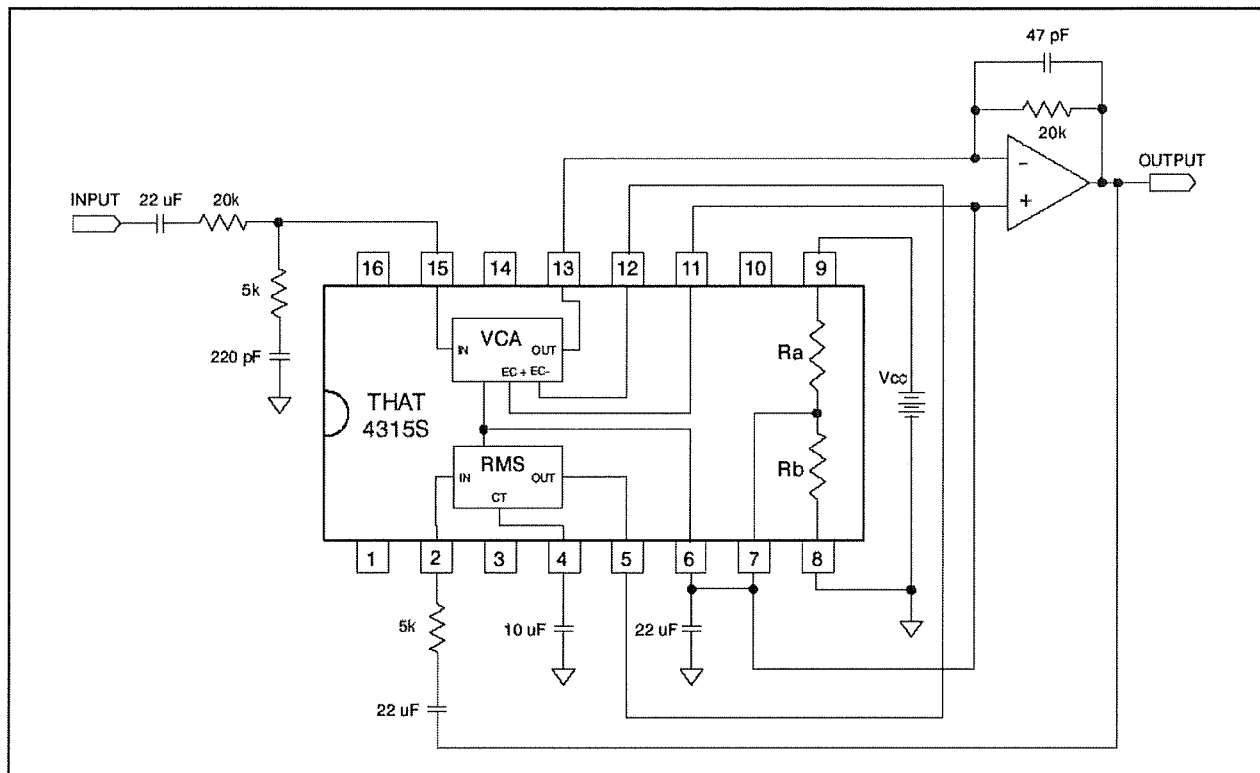 47 pF
20k
OUTPUT
-
+
INPUT
22 uF
20k
16
15
14
13
12
11
10
9
5k
220 pF
VCA
IN
OUT
EC +
EC-
Ra
Vcc
THAT
4315S
RMS
IN
OUT
CT
Rb
1
2
3
4
5
6
7
8
5k
10 uF
22 uF
22 uF